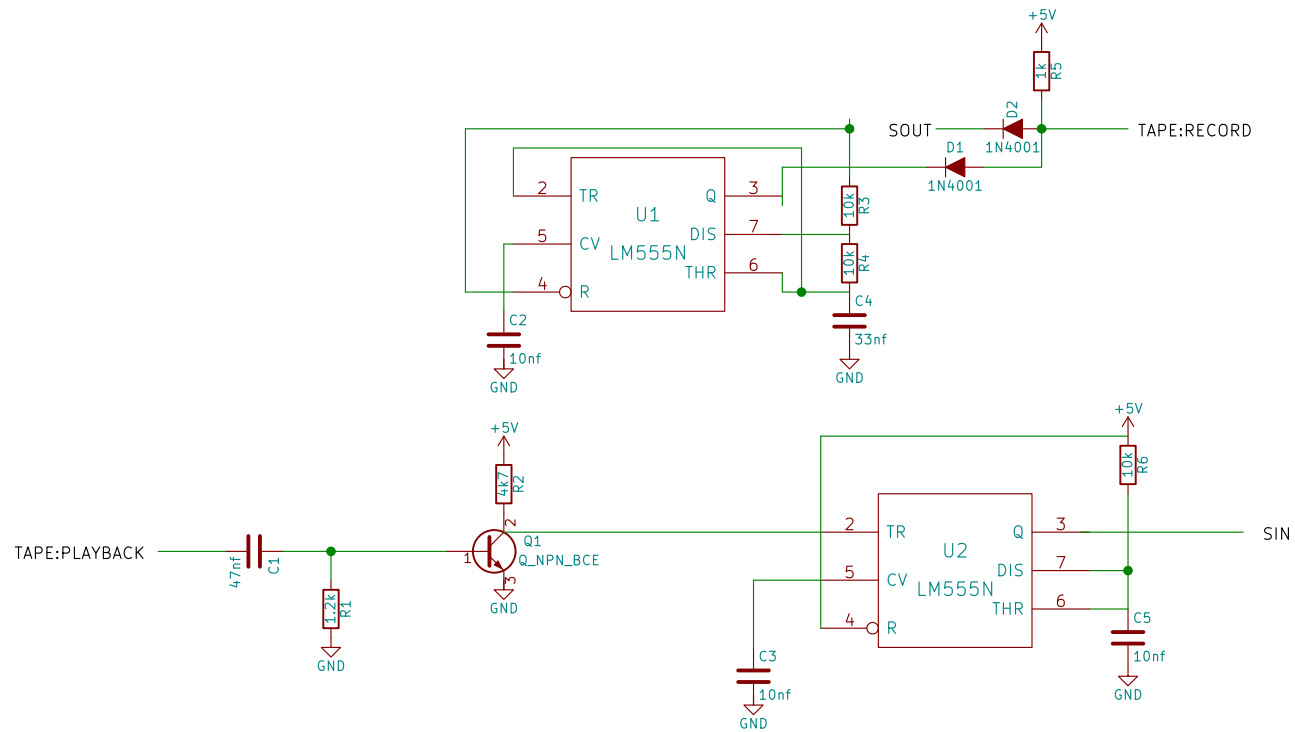 +5V
1k
R5
D2
SOUT
TAPE:RECORD
1N4001
D1
1N4001
2
TR
Q
3
10k
R3
U1
5
CV
DIS
7
LM555N
10k
R4
THR
6
4
R
C4
C2
33nf
10nf
GND
GND
+5V
+5V
4k7
R2
10k
R6
2
2
TR
Q
3
SIN
Q1
TAPE:PLAYBACK
1
Q_NPN_BCE
U2
47nf
C1
3
5
CV
DIS
7
LM555N
1.2k
R1
GND
THR
6
4
R
C5
GND
C3
10nf
10nf
GND
GND